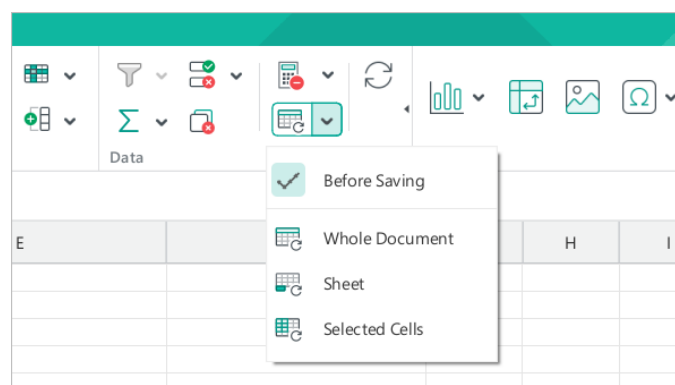 Data
Before Saving
E
Whole Document
H
I
Sheet
Selected Cells